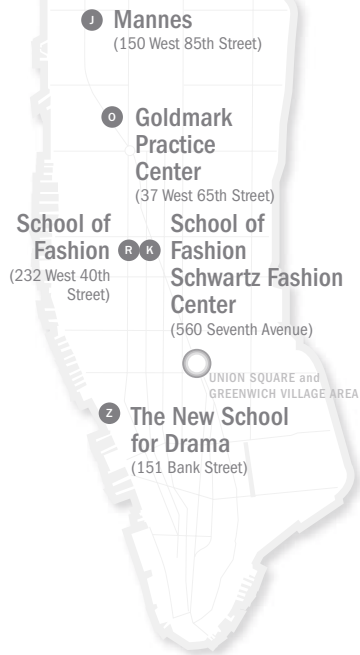 J Mannes
(150 West 85th Street)
O Goldmark
Practice
Center
(37 West 65th Street)
School of
Fashion R
(232 West 40th
Street)
K School of
Fashion
Schwartz Fashion
Center
(560 Seventh Avenue)
UNION SQUARE and
GREENWICH VILLAGE AREA
Z The New School
for Drama
(151 Bank Street)